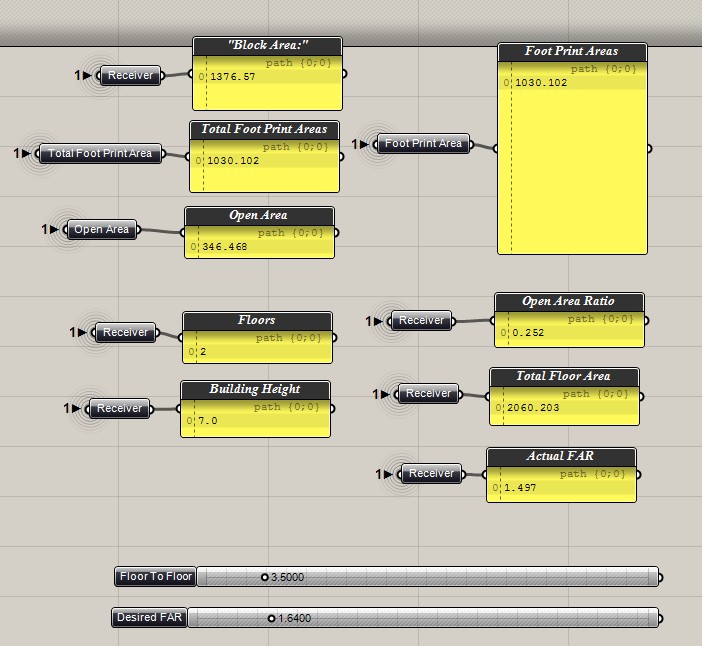 "Block Area:"
1▶ Receiver
path {0;0}
0 1376.57
Foot Print Areas
path {0;0}
0 1030.102
Total Foot Print Areas
1▶ Total Foot Print Area
path {0;0}
0 1030.102
1▶ Foot Print Area
Open Area
1▶ Open Area
path {0;0}
0 346.468
Floors
1▶ Receiver
path {0;0}
0 2
Open Area Ratio
1▶ Receiver
path {0;0}
0 0.252
Building Height
1▶ Receiver
path {0;0}
0 7.0
Total Floor Area
1▶ Receiver
path {0;0}
0 2060.203
Actual FAR
1▶ Receiver
path {0;0}
0 1.497
Floor To Floor 3.5000
Desired FAR 1.6400